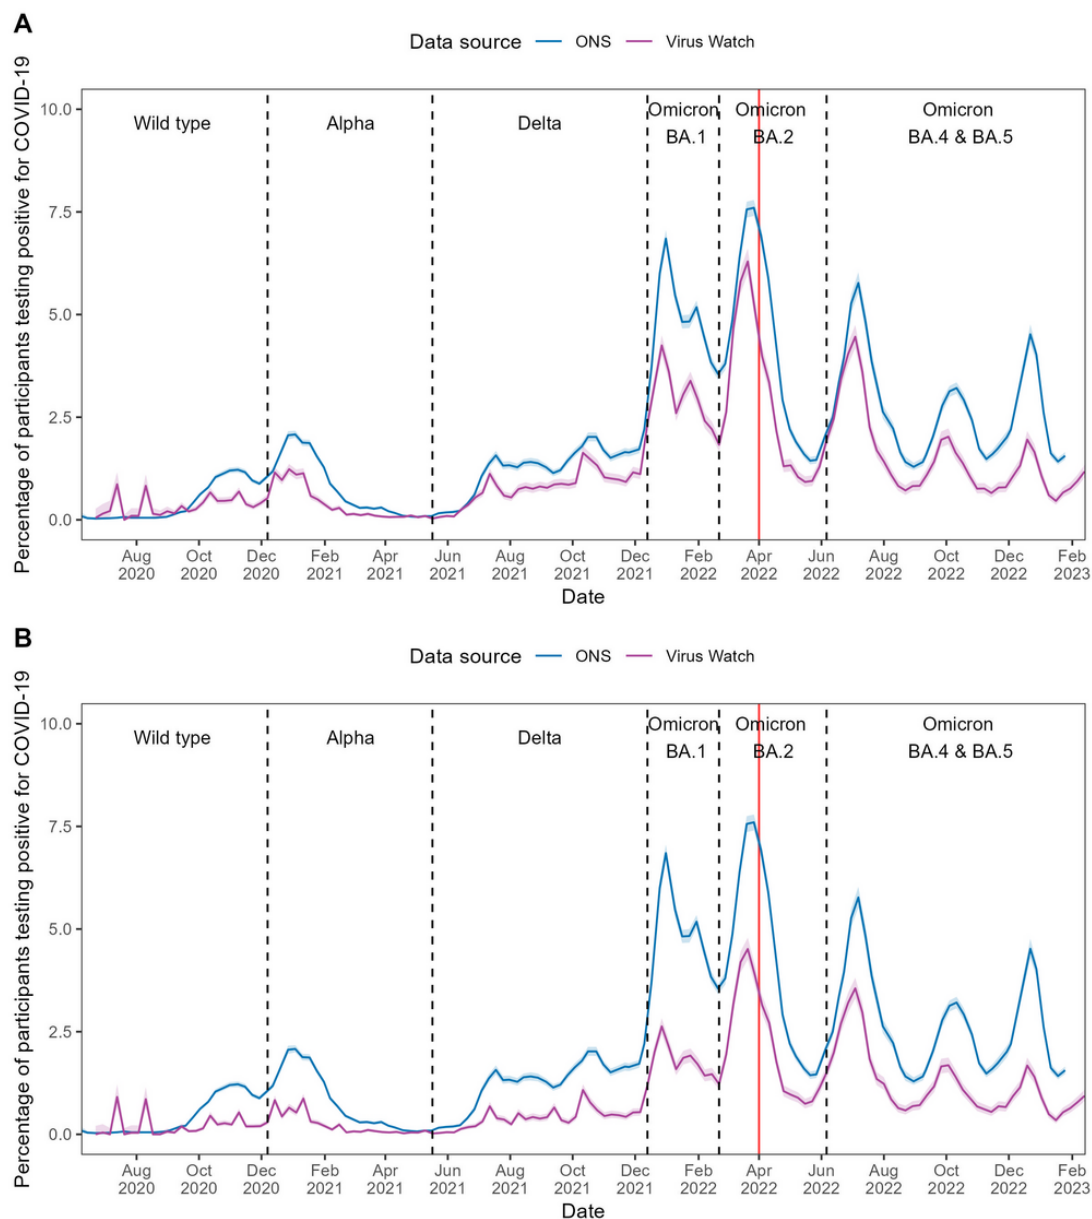 A
Data source ONS Virus Watch
Percentage of participants testing positive for COVID-19
10.0
7.5
5.0
2.5
0.0
Wild type
Alpha
Delta
Omicron
BA.1
Omicron
BA.2
Omicron
BA.4 & BA.5
Aug Oct Dec Feb Apr Jun Aug Oct Dec Feb Apr Jun Aug Oct Dec Feb
2020 2020 2020 2021 2021 2021 2021 2021 2021 2022 2022 2022 2022 2022 2022 2023
Date
B
Data source ONS Virus Watch
Percentage of participants testing positive for COVID-19
10.0
7.5
5.0
2.5
0.0
Wild type
Alpha
Delta
Omicron
BA.1
Omicron
BA.2
Omicron
BA.4 & BA.5
Aug Oct Dec Feb Apr Jun Aug Oct Dec Feb Apr Jun Aug Oct Dec Feb
2020 2020 2020 2021 2021 2021 2021 2021 2021 2022 2022 2022 2022 2022 2022 2023
Date